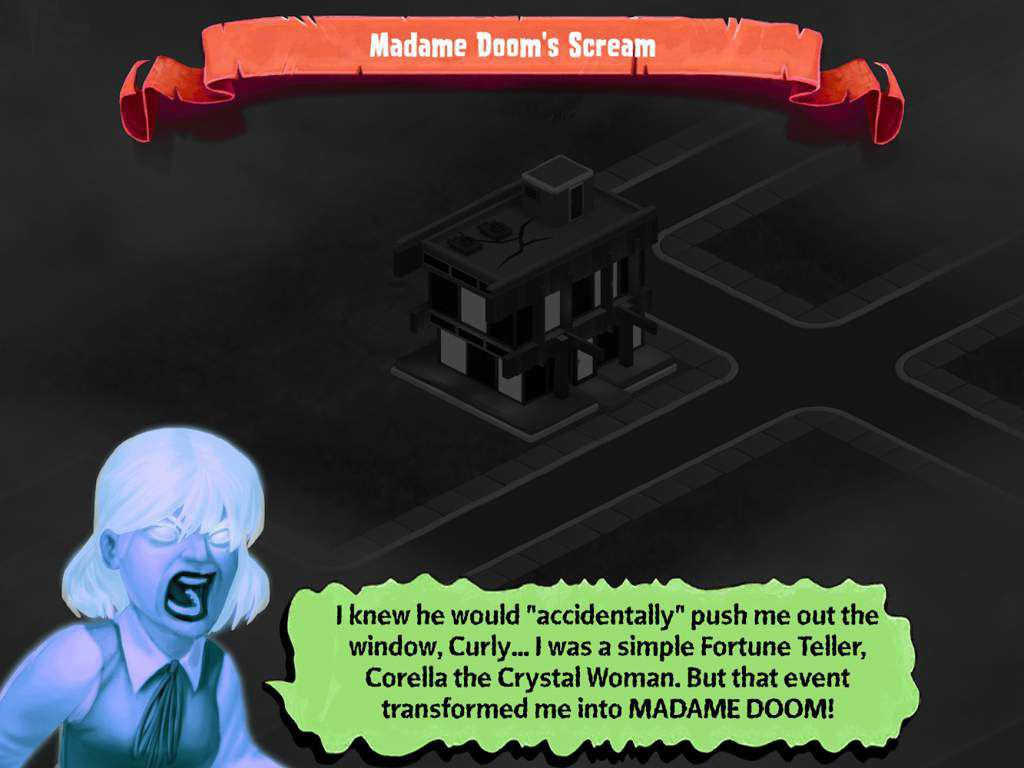 Madame Doom's Scream
I knew he would "accidentally" push me out the
window, Curly... I was a simple Fortune Teller,
Corella the Crystal Woman. But that event
transformed me into MADAME DOOM!